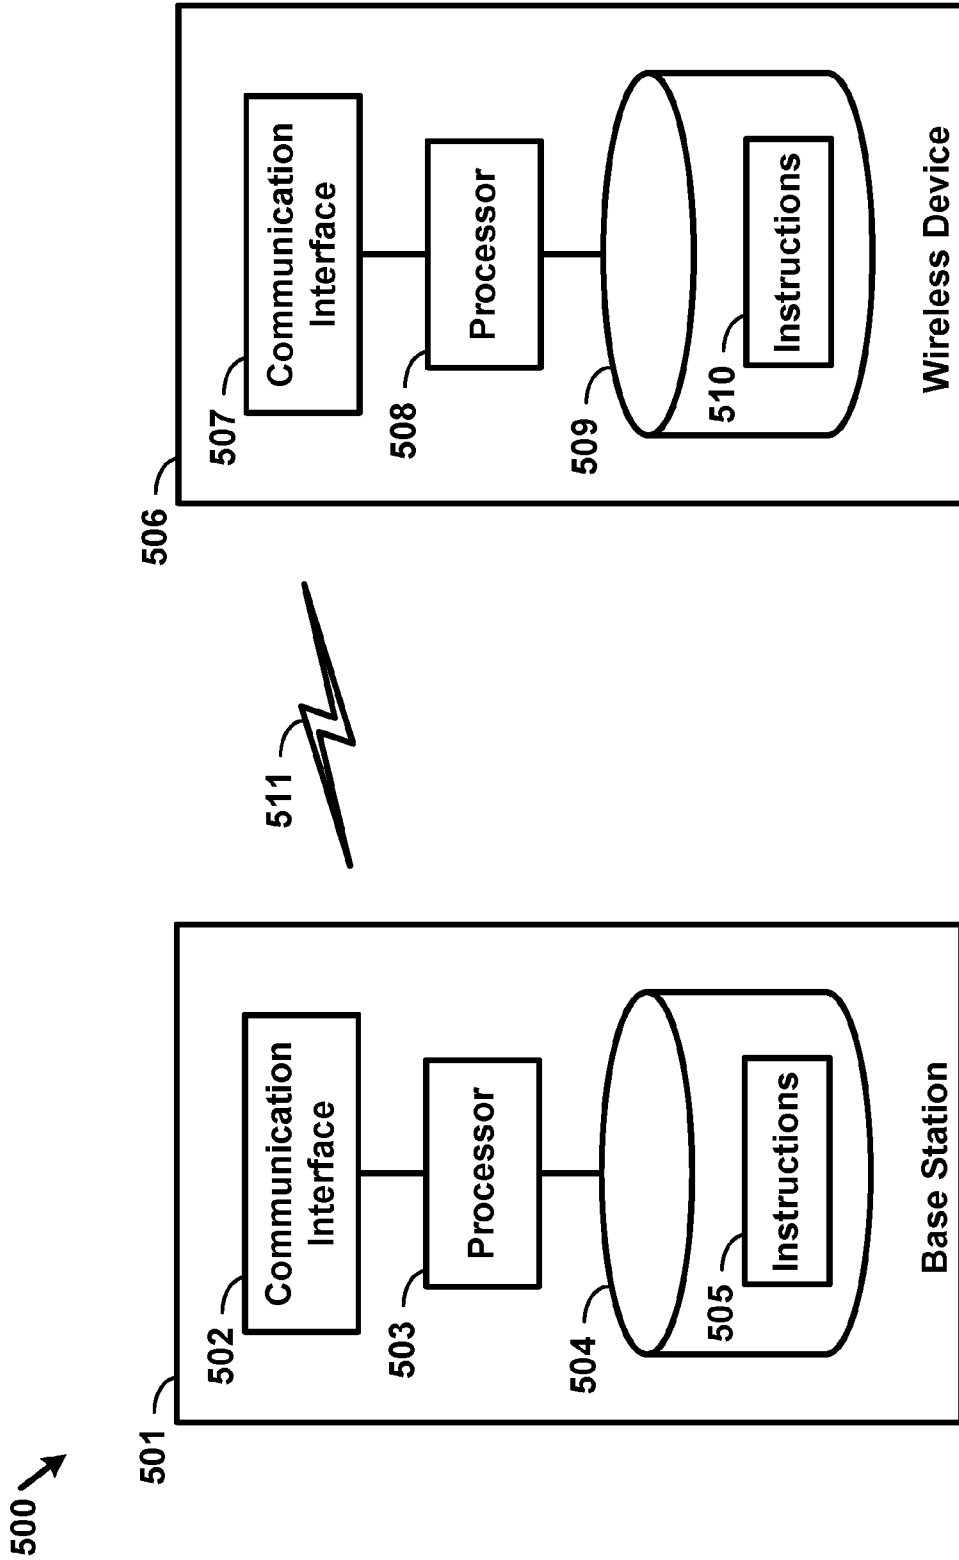 500
501
502
Communication
Interface
503
Processor
504
505
Instructions
Base Station
511
506
507
Communication
Interface
508
Processor
509
510
Instructions
Wireless Device